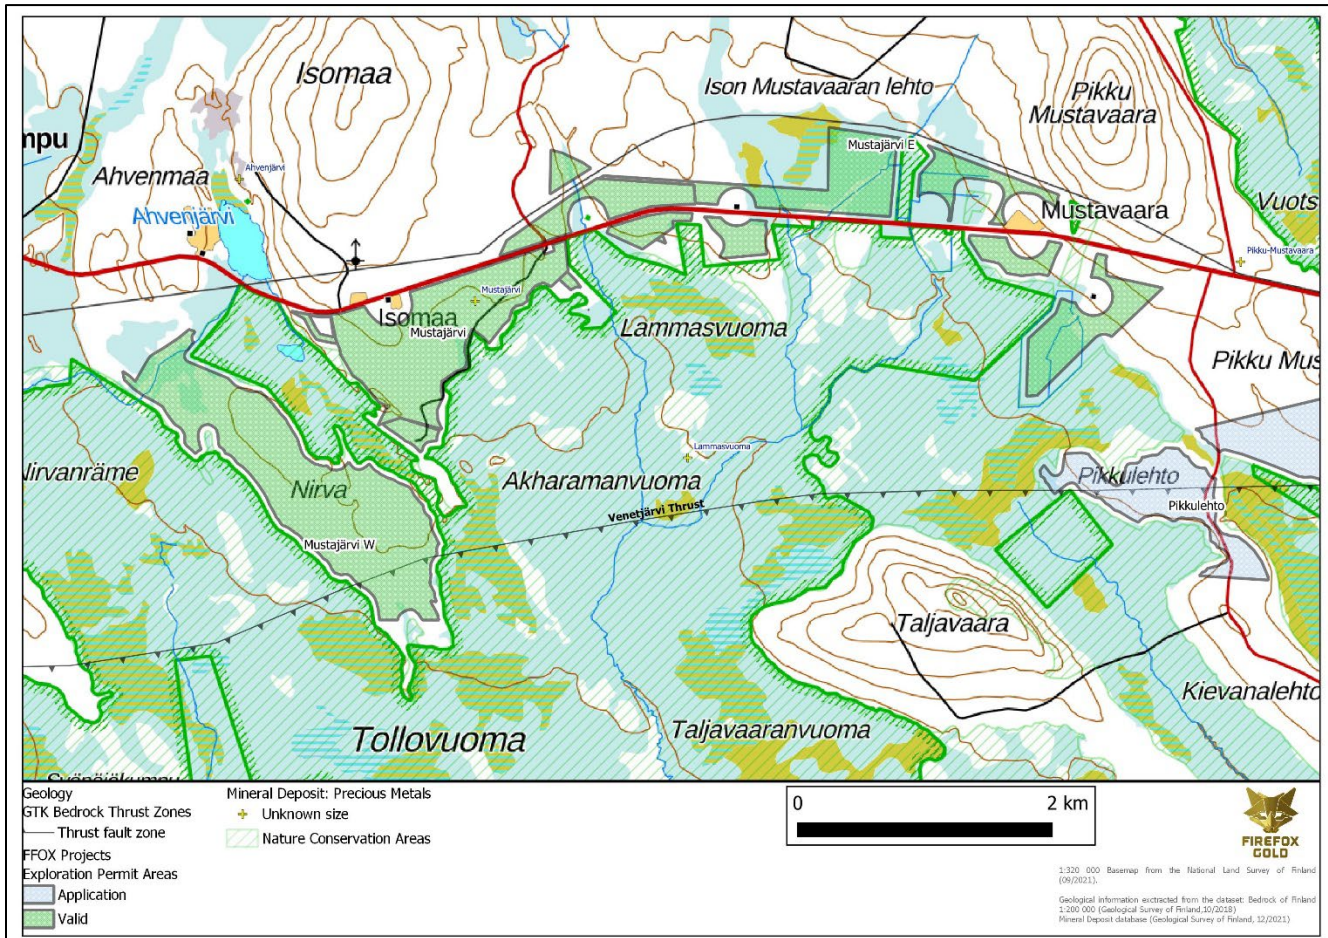 Isomaa
Ison Mustavaaran lehto
Pikku
Mustavaara
mpu
Mustajärvi E
Ahvenjärvi
Ahvenmaa
Vuots
Mustavaara
Ahvenjärvi
Pikku-Mustavaara
Mustajärvi
Isomaa
Mustajärvi
Lammasvuoma
Pikku Mus
Lammasvuoma
Nirvanräme
Nirva
Akharamanvuoma
Pikkulehto
Pikkulehto
Venetjärvi Thrust
Mustajärvi W
Taljavaara
Kievanalehto
Tollovuoma
Taljavaaranvuoma
Geology
GTK Bedrock Thrust Zones
Thrust fault zone
FFOX Projects
Exploration Permit Areas
Application
Valid
Mineral Deposit: Precious Metals
Unknown size
Nature Conservation Areas
0 2 km
FIREFOX
GOLD
1:320 000 Basemap from the National Land Survey of Finland
(09/2021).
Geological information exctracted from the dataset: Bedrock of Finland
1:200 000 (Geological Survey of Finland,10/2018)
Mineral Deposit database (Geological Survey of Finland, 12/2021)